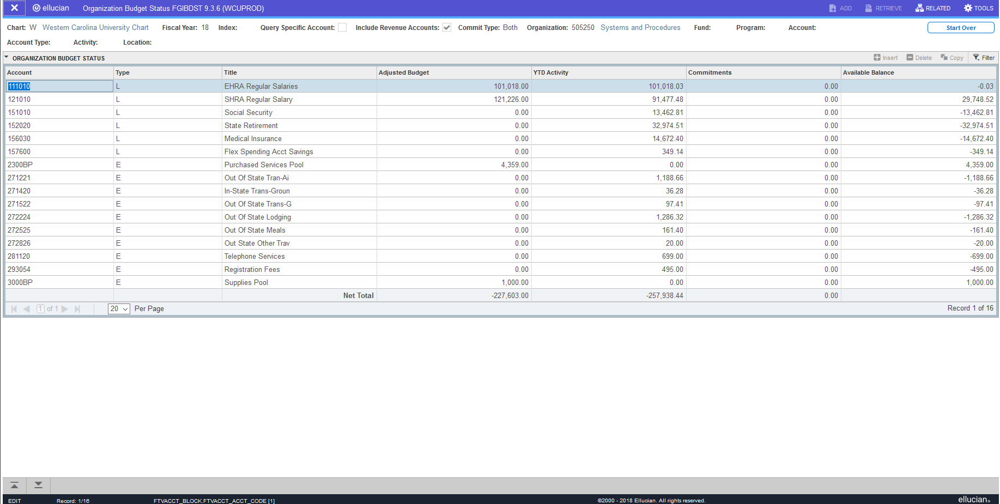 ✕ ellucian Organization Budget Status FGIBDST 9.3.6 (WCUPROD) ADD RETRIEVE RELATED TOOLS
Chart: W Western Carolina University Chart Fiscal Year: 18 Index: Query Specific Account: Include Revenue Accounts: Commit Type: Both Organization: 505250 Systems and Procedures Fund: Program: Account: Start Over
Account Type: Activity: Location:
ORGANIZATION BUDGET STATUS Insert Delete Copy Filter
Account Type Title Adjusted Budget YTD Activity Commitments Available Balance
111010 L EHRA Regular Salaries 101,018.00 101,018.03 0.00 -0.03
121010 L SHRA Regular Salary 121,226.00 91,477.48 0.00 29,748.52
151010 L Social Security 0.00 13,462.81 0.00 -13,462.81
152020 L State Retirement 0.00 32,974.51 0.00 -32,974.51
156030 L Medical Insurance 0.00 14,672.40 0.00 -14,672.40
157600 L Flex Spending Acct Savings 0.00 349.14 0.00 -349.14
2300BP E Purchased Services Pool 4,359.00 0.00 0.00 4,359.00
271221 E Out Of State Tran-Ai 0.00 1,188.66 0.00 -1,188.66
271420 E In-State Trans-Groun 0.00 36.28 0.00 -36.28
271522 E Out Of State Trans-G 0.00 97.41 0.00 -97.41
272224 E Out Of State Lodging 0.00 1,286.32 0.00 -1,286.32
272525 E Out Of State Meals 0.00 161.40 0.00 -161.40
272826 E Out State Other Trav 0.00 20.00 0.00 -20.00
281120 E Telephone Services 0.00 699.00 0.00 -699.00
293054 E Registration Fees 0.00 495.00 0.00 -495.00
3000BP E Supplies Pool 1,000.00 0.00 0.00 1,000.00
Net Total -227,603.00 -257,938.44 0.00
1 of 1 20 Per Page Record 1 of 16
EDIT Record: 1/16 FTVACCT_BLOCK.FTVACCT_ACCT_CODE [1] ©2000 - 2018 Ellucian. All rights reserved. ellucian.